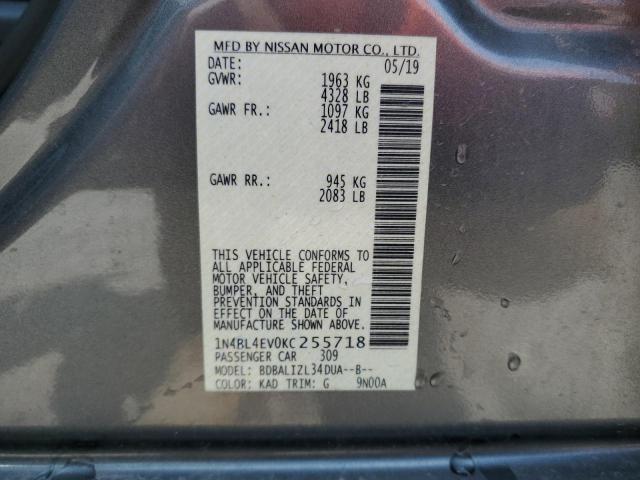 MFD BY NISSAN MOTOR CO., LTD.
DATE: 05/19
GVWR: 1963 KG
4328 LB
GAWR FR.: 1097 KG
2418 LB
GAWR RR.: 945 KG
2083 LB
THIS VEHICLE CONFORMS TO
ALL APPLICABLE FEDERAL
MOTOR VEHICLE SAFETY,
BUMPER, AND THEFT
PREVENTION STANDARDS IN
EFFECT ON THE DATE OF
MANUFACTURE SHOWN ABOVE.
1N4BL4EV0KC255718
PASSENGER CAR 309
MODEL: BDBALIZL34DUA--B--
COLOR: KAD TRIM: G 9N00A